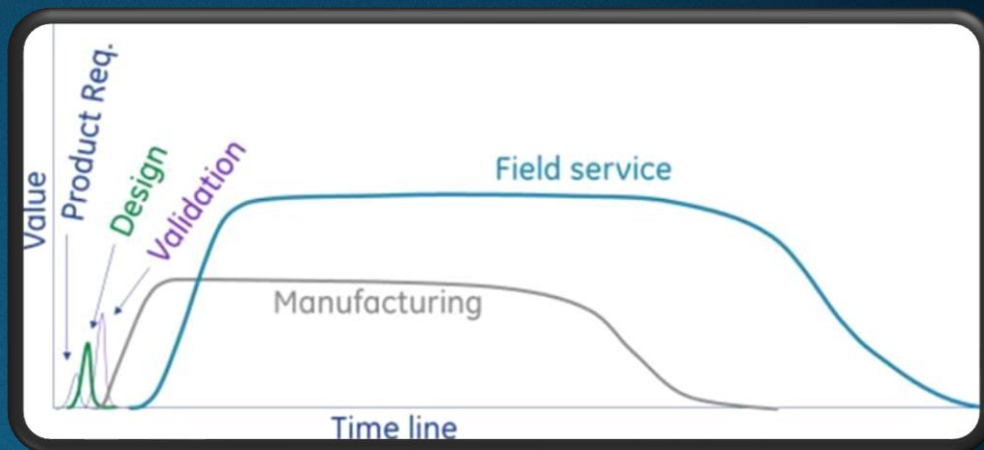 Value
Product Req.
Design
Validation
Field service
Manufacturing
Time line